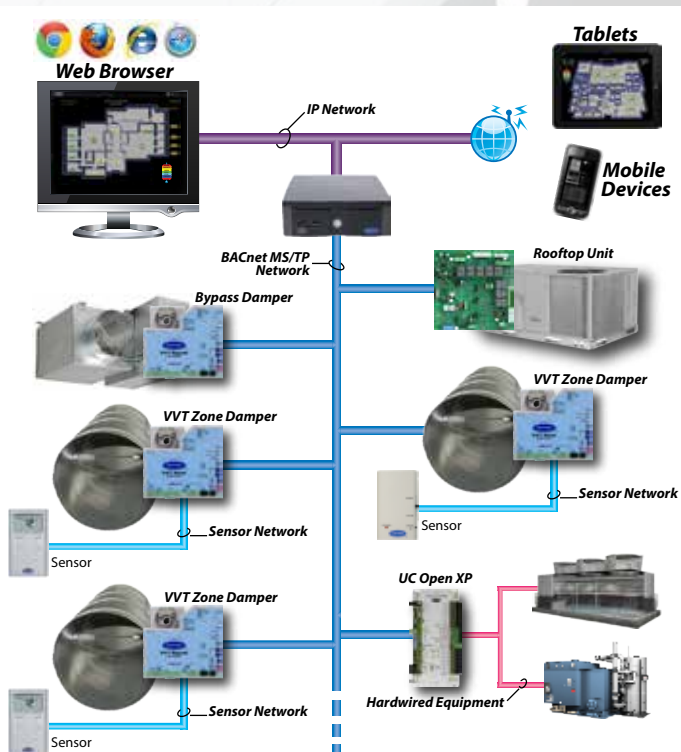 Web Browser
Tablets
IP Network
Mobile
Devices
BACnet MS/TP
Network
Rooftop Unit
Bypass Damper
VVT Zone Damper
VVT Zone Damper
Sensor Network
Sensor Network
Sensor
Sensor
UC Open XP
VVT Zone Damper
Hardwired Equipment
Sensor Network
Sensor